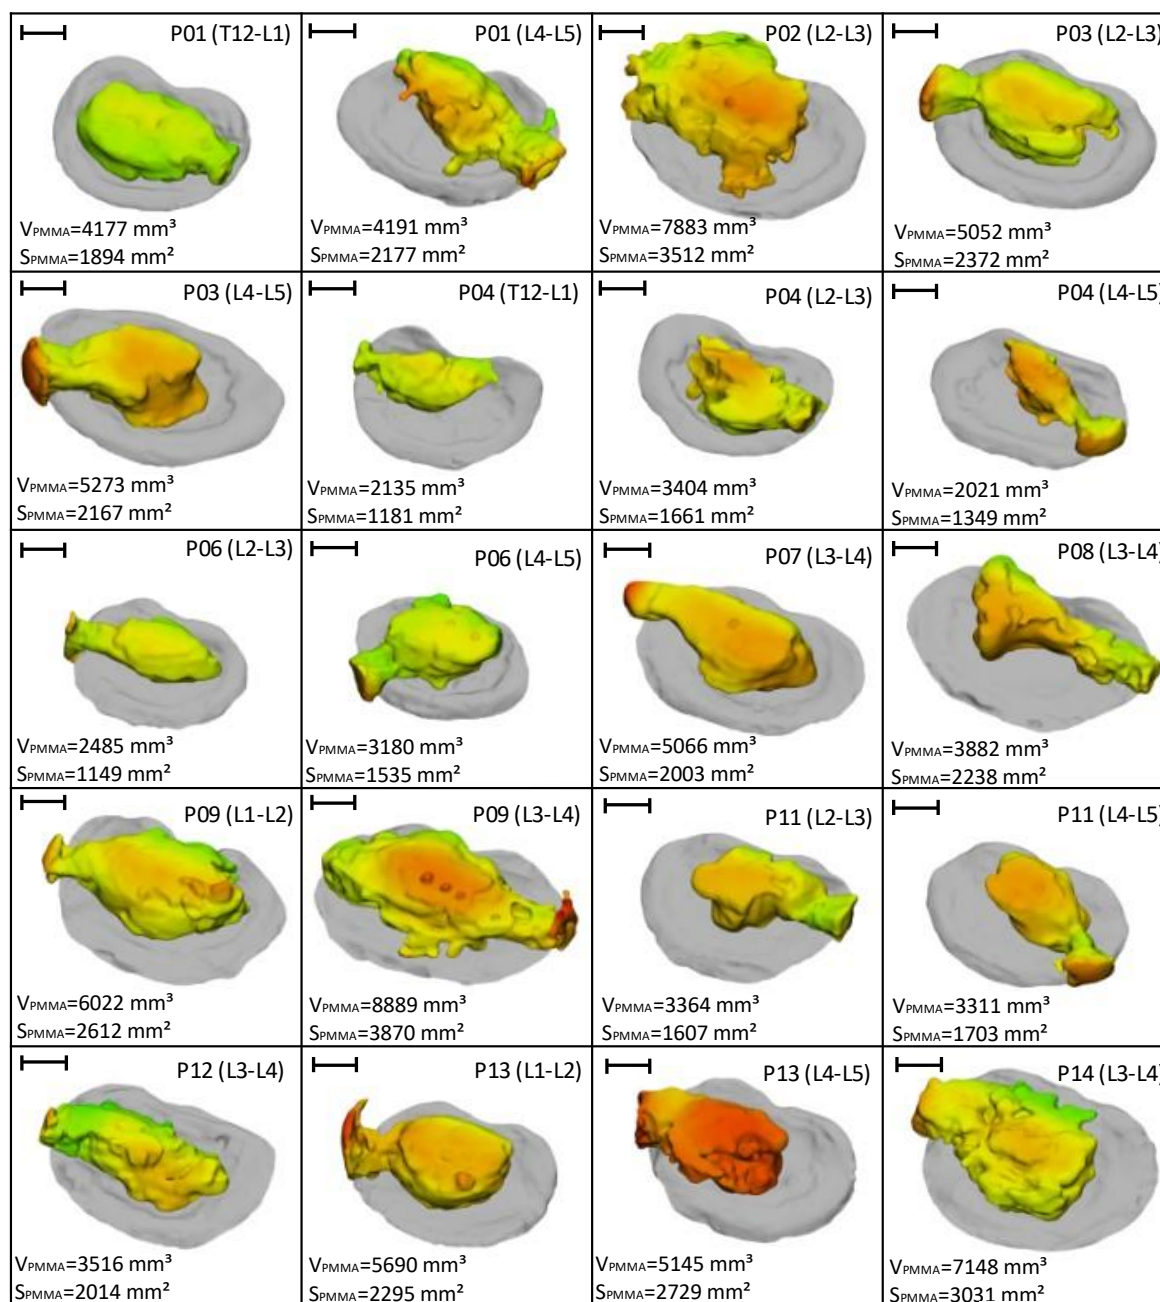 P01 (T12-L1)
VPMMA=4177 mm³
SPMMA=1894 mm²
P01 (L4-L5)
VPMMA=4191 mm³
SPMMA=2177 mm²
P02 (L2-L3)
VPMMA=7883 mm³
SPMMA=3512 mm²
P03 (L2-L3)
VPMMA=5052 mm³
SPMMA=2372 mm²
P03 (L4-L5)
VPMMA=5273 mm³
SPMMA=2167 mm²
P04 (T12-L1)
VPMMA=2135 mm³
SPMMA=1181 mm²
P04 (L2-L3)
VPMMA=3404 mm³
SPMMA=1661 mm²
P04 (L4-L5)
VPMMA=2021 mm³
SPMMA=1349 mm²
P06 (L2-L3)
VPMMA=2485 mm³
SPMMA=1149 mm²
P06 (L4-L5)
VPMMA=3180 mm³
SPMMA=1535 mm²
P07 (L3-L4)
VPMMA=5066 mm³
SPMMA=2003 mm²
P08 (L3-L4)
VPMMA=3882 mm³
SPMMA=2238 mm²
P09 (L1-L2)
VPMMA=6022 mm³
SPMMA=2612 mm²
P09 (L3-L4)
VPMMA=8889 mm³
SPMMA=3870 mm²
P11 (L2-L3)
VPMMA=3364 mm³
SPMMA=1607 mm²
P11 (L4-L5)
VPMMA=3311 mm³
SPMMA=1703 mm²
P12 (L3-L4)
VPMMA=3516 mm³
SPMMA=2014 mm²
P13 (L1-L2)
VPMMA=5690 mm³
SPMMA=2295 mm²
P13 (L4-L5)
VPMMA=5145 mm³
SPMMA=2729 mm²
P14 (L3-L4)
VPMMA=7148 mm³
SPMMA=3031 mm²